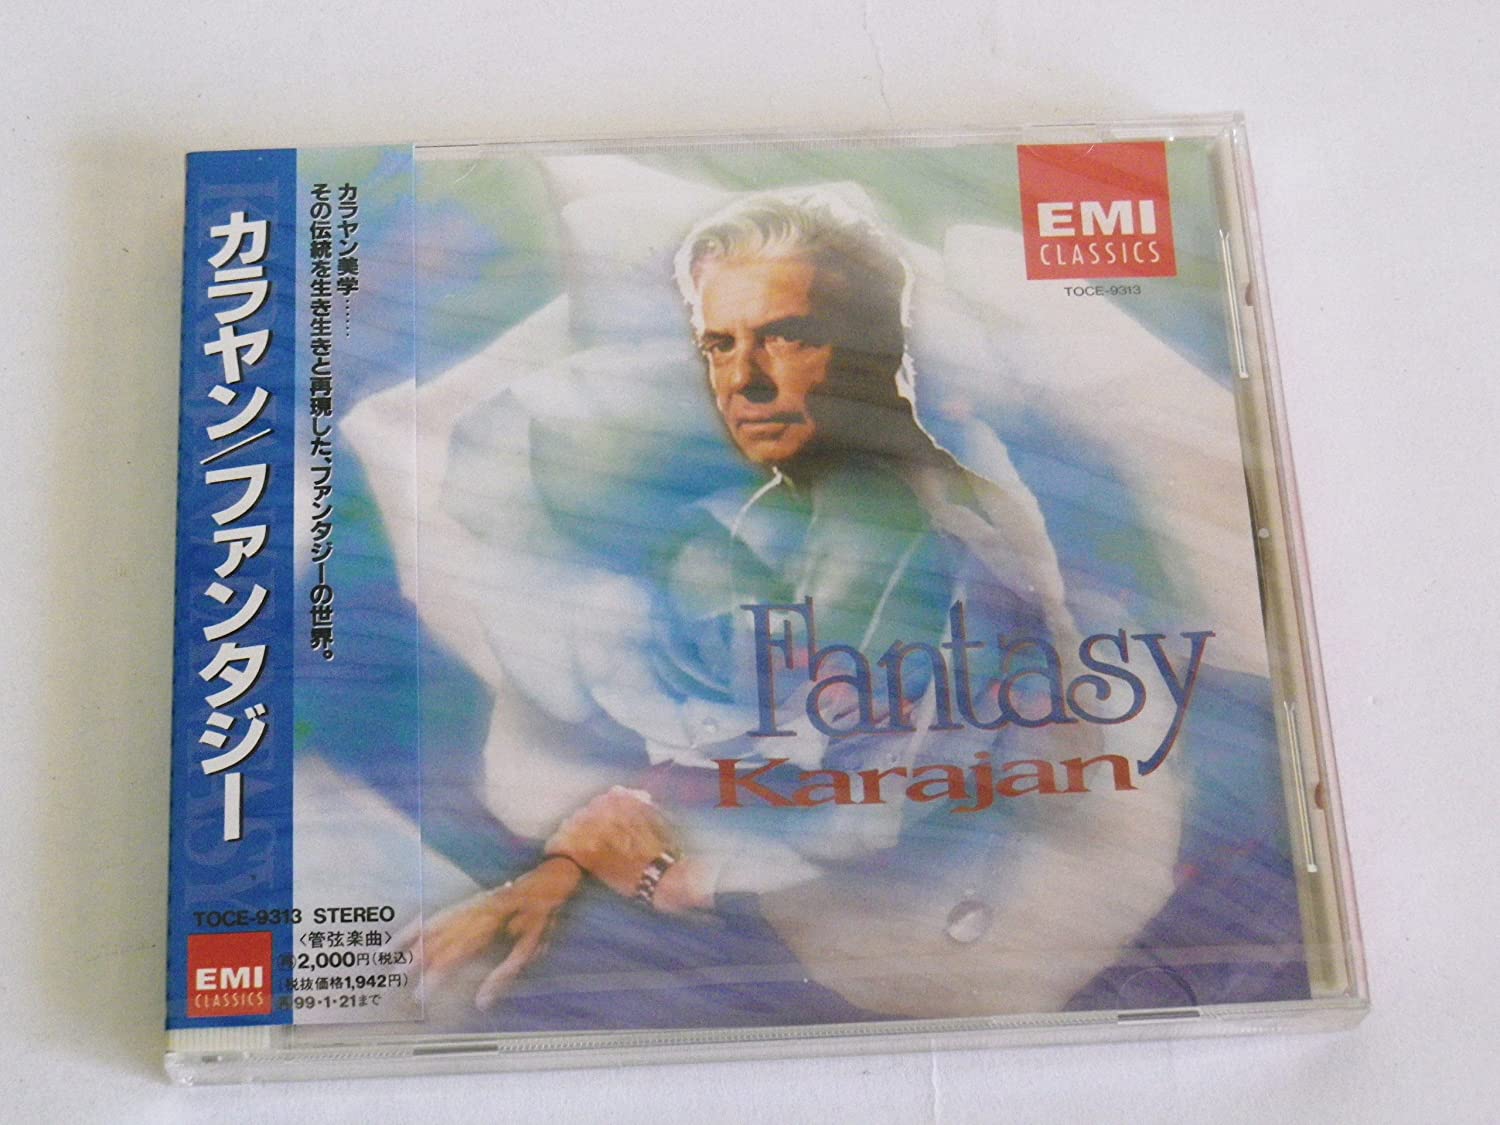 カラヤン／ファンタジー
カラヤン美学……
その伝統を生き生きと再現した、ファンタジーの世界。
TOCE-9313 STEREO
〈管弦楽曲〉
2,000円(税込)
(税抜価格1,942円)
99・1・21まで
EMI
CLASSICS
EMI
CLASSICS
TOCE-9313
Fantasy
Karajan